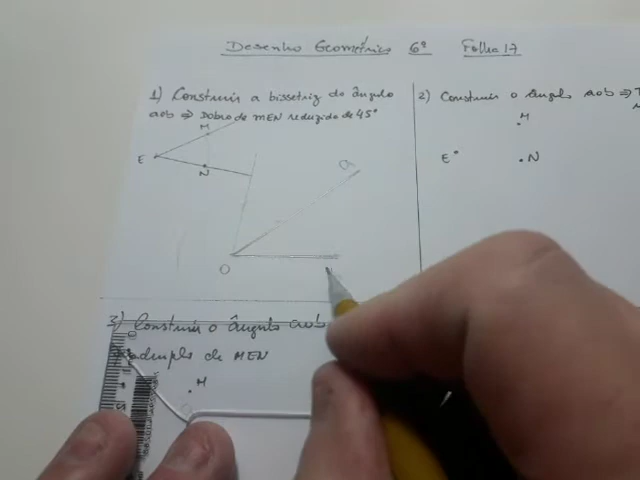 Desenho Geométrico 6º Folha 17
1) Construir a bissetriz do ângulo
aob ⇒ Dobro de MEN reduzido de 45°
M
E
N
a
O
2) Construir o ângulo aob ⇒
M
E
N
3) Construir o ângulo aob
de MEN
M